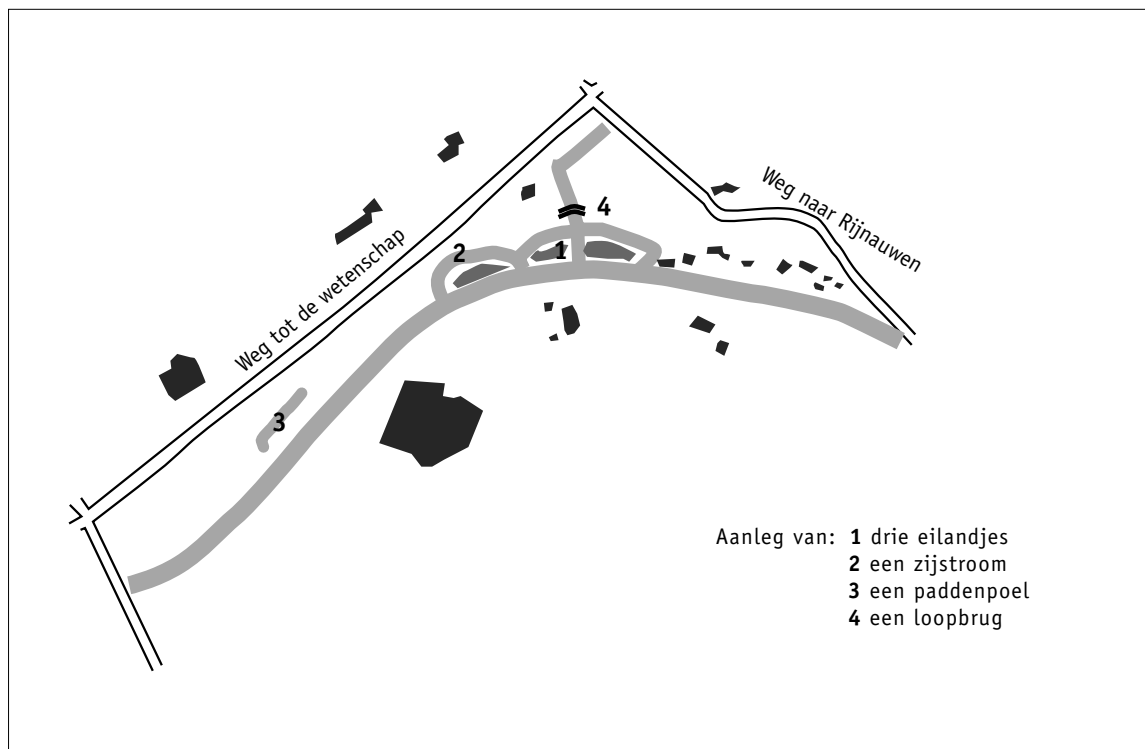 4
Weg naar Rijnauwen
2
1
Weg tot de wetenschap
3
Aanleg van: 1 drie eilandjes
2 een zijstroom
3 een paddenpoel
4 een loopbrug